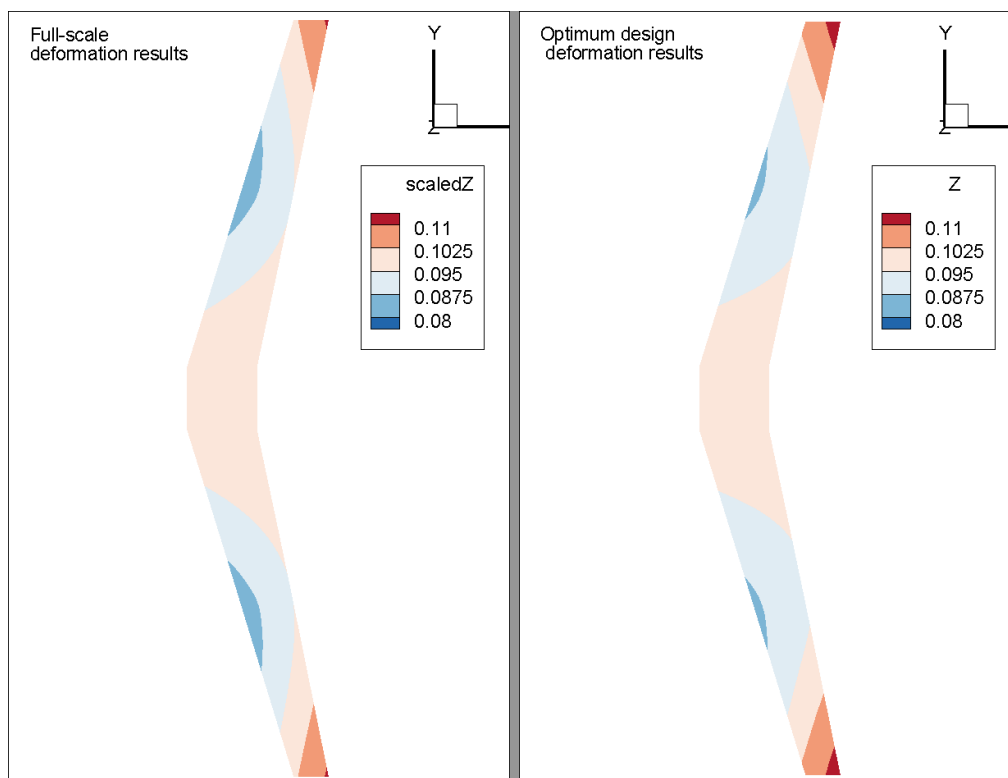 Full-scale
deformation results
Y
Z
scaledZ
0.11
0.1025
0.095
0.0875
0.08
Optimum design
deformation results
Y
Z
Z
0.11
0.1025
0.095
0.0875
0.08